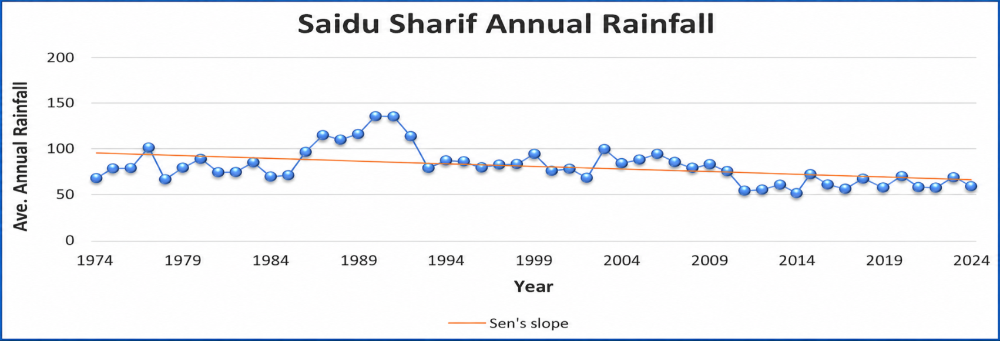 Saidu Sharif Annual Rainfall
Ave. Annual Rainfall
200
150
100
50
0
1974 1979 1984 1989 1994 1999 2004 2009 2014 2019 2024
Year
Sen's slope